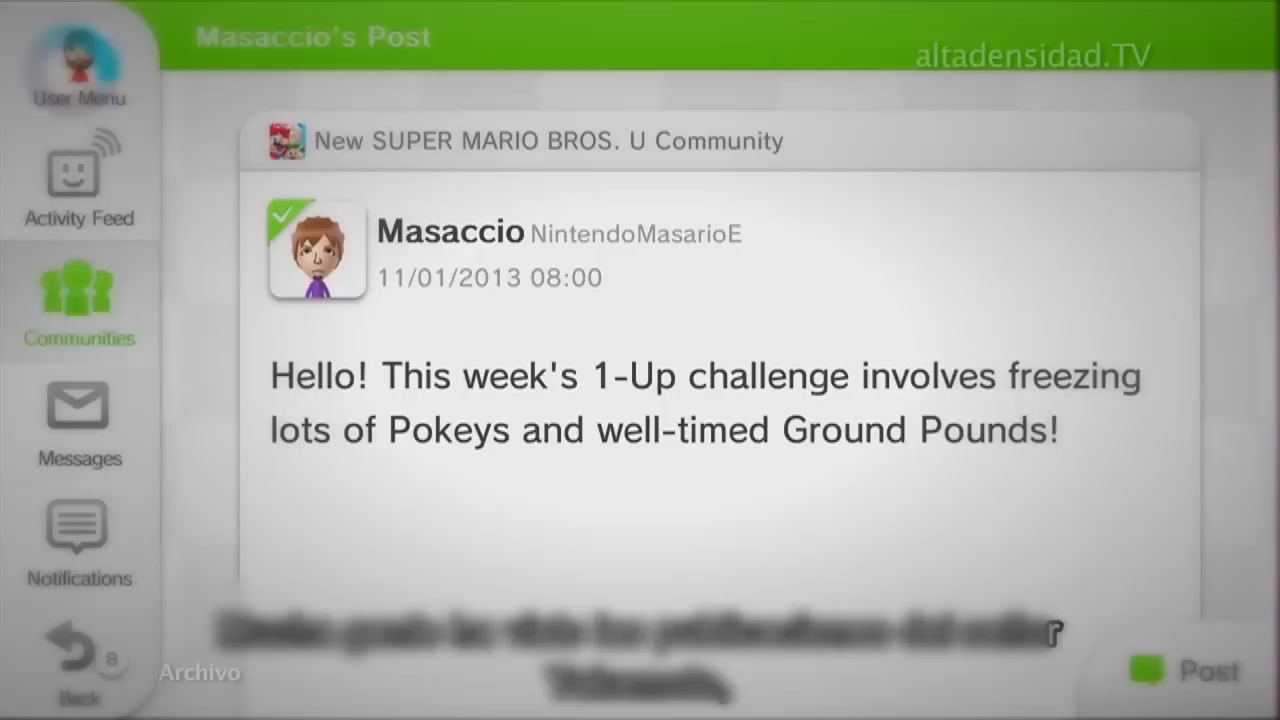 Masaccio's Post
altadensidad.TV
User Menu
New SUPER MARIO BROS. U Community
Activity Feed
Masaccio NintendoMasarioE
11/01/2013 08:00
Communities
Hello! This week's 1-Up challenge involves freezing
lots of Pokeys and well-timed Ground Pounds!
Messages
Notifications
B
Back
Archivo
Post